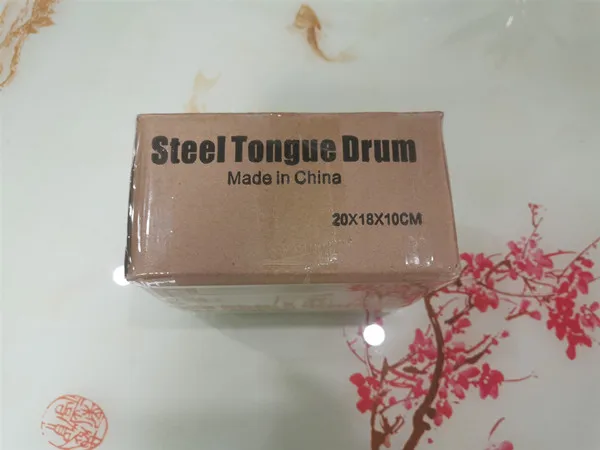 Steel Tongue Drum
Made in China
20X18X10CM